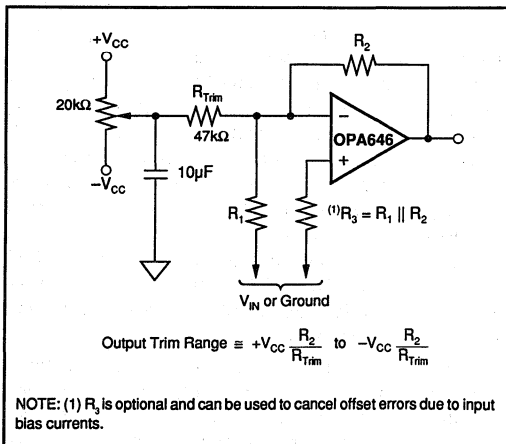 +VCC
20kΩ
−VCC
RTrim
47kΩ
10µF
R2
−
OPA646
+
R1
(1)R3 = R1 || R2
VIN or Ground
Output Trim Range ≅ +VCC R2/RTrim to −VCC R2/RTrim
NOTE: (1) R3 is optional and can be used to cancel offset errors due to input
bias currents.